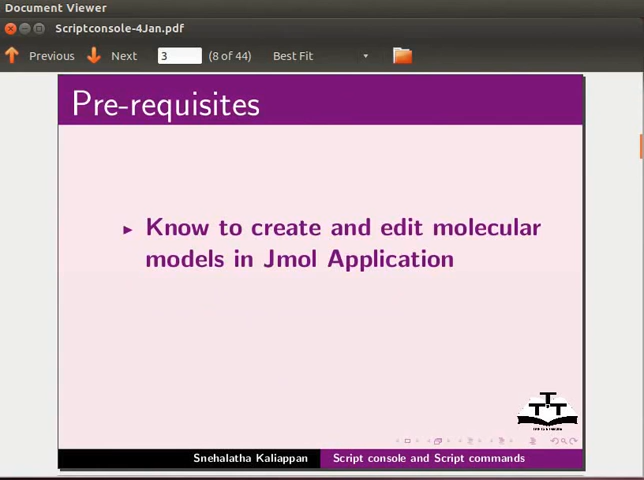 Document Viewer
Scriptconsole-4Jan.pdf
Previous Next 3 (8 of 44) Best Fit
Pre-requisites
Know to create and edit molecular
models in Jmol Application
Snehalatha Kaliappan Script console and Script commands